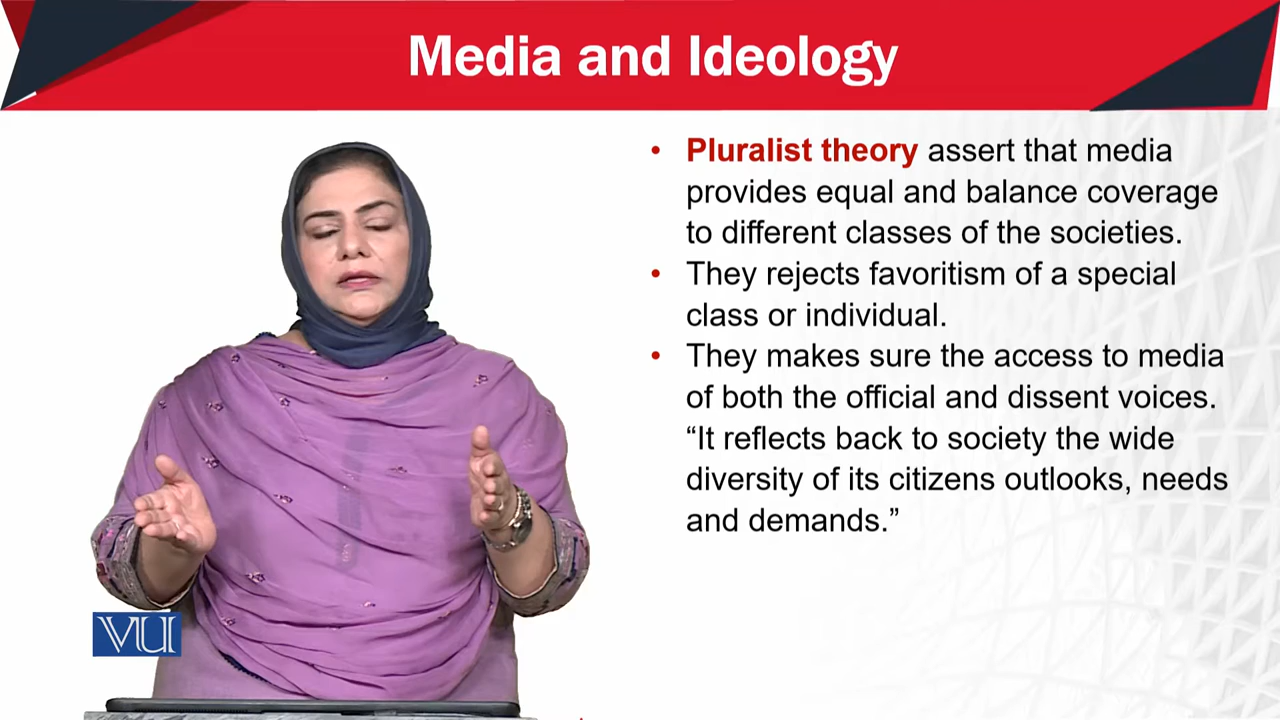 Media and Ideology
• Pluralist theory assert that media
provides equal and balance coverage
to different classes of the societies.
• They rejects favoritism of a special
class or individual.
• They makes sure the access to media
of both the official and dissent voices.
“It reflects back to society the wide
diversity of its citizens outlooks, needs
and demands.”
VU